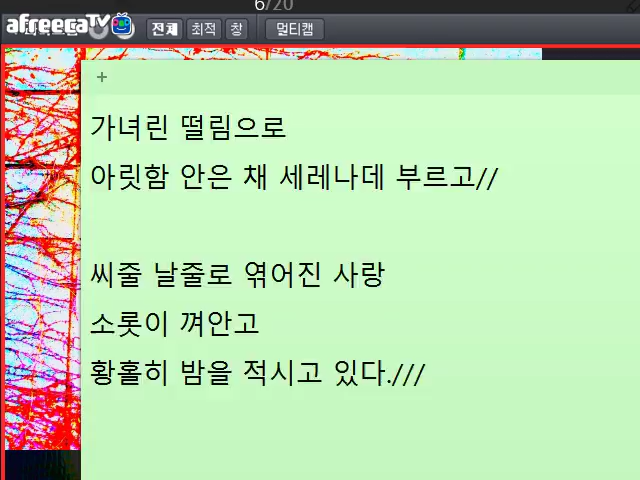 6/20
afreecaTV
전체 최적 창 멀티캠
+
가녀린 떨림으로
아릿함 안은 채 세레나데 부르고//
씨줄 날줄로 엮어진 사랑
소롯이 껴안고
황홀히 밤을 적시고 있다.///